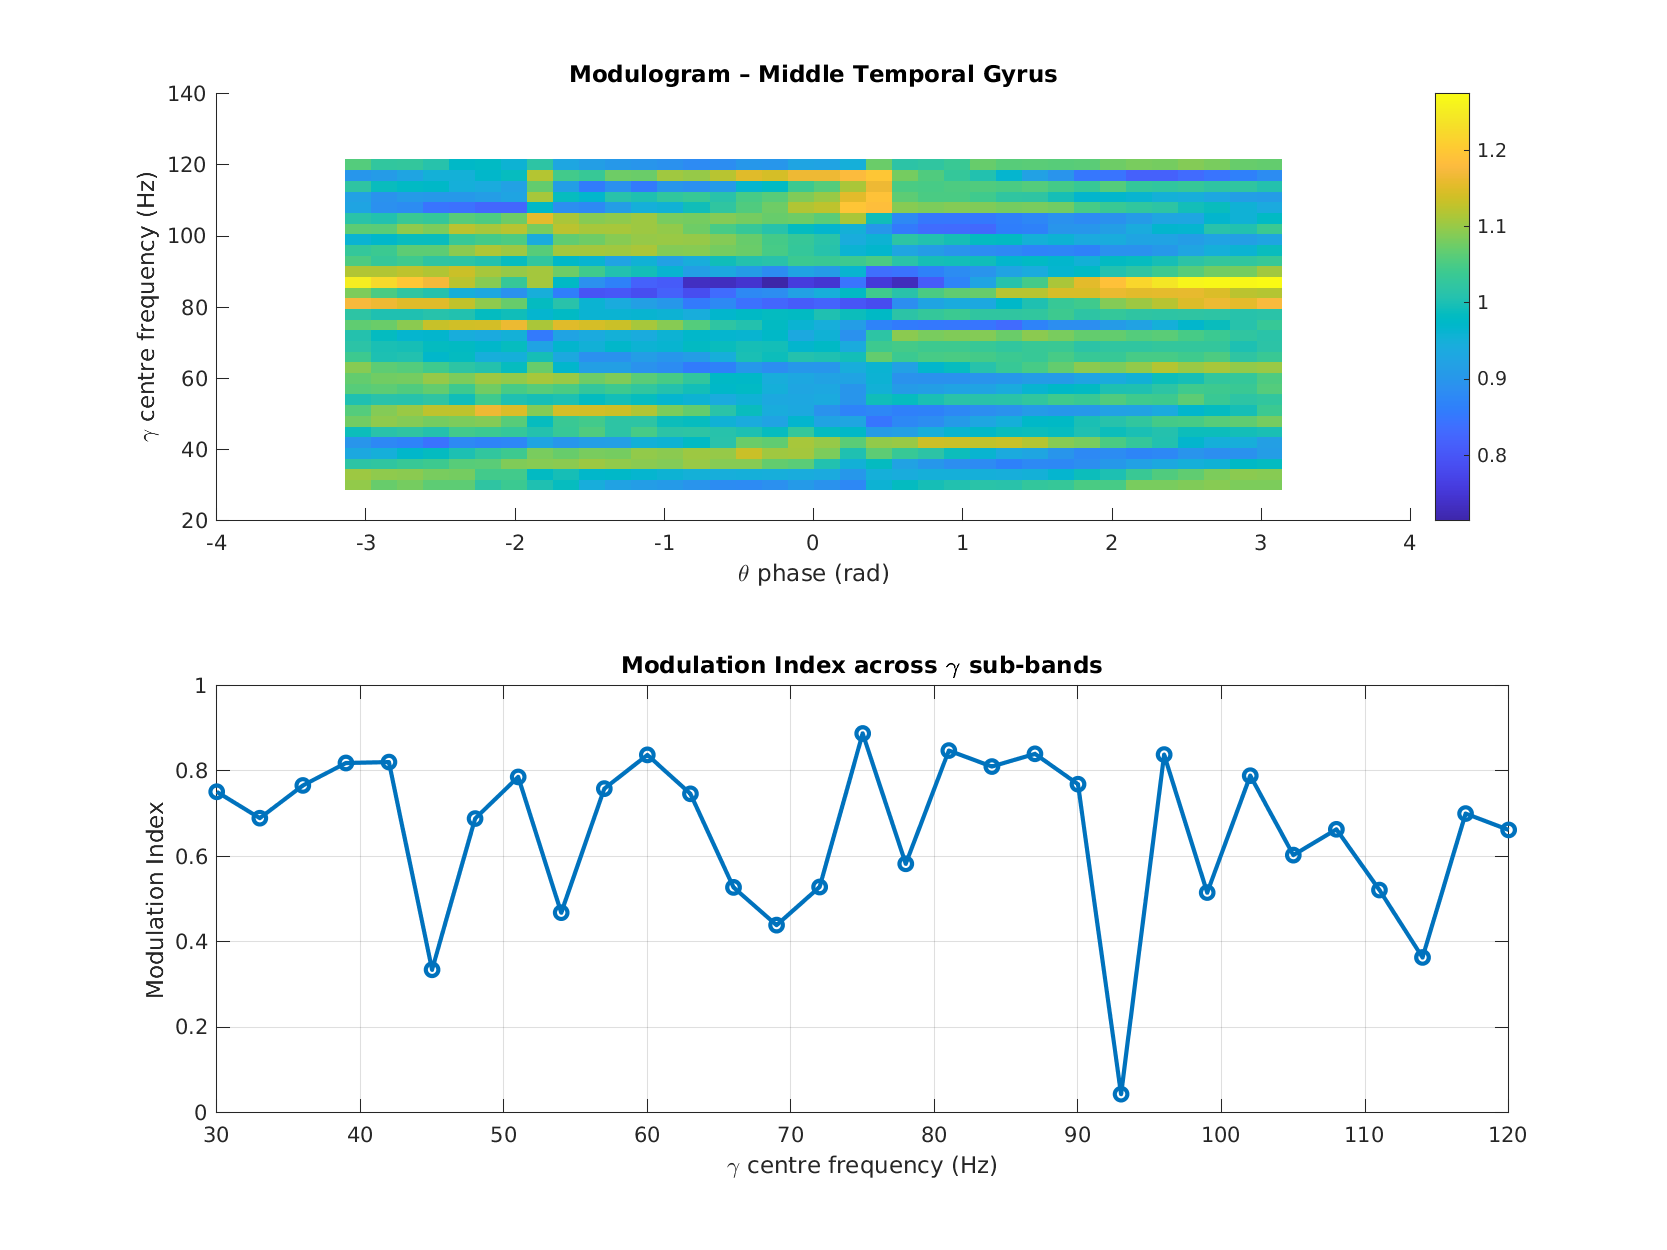 Modulogram – Middle Temporal Gyrus
140
120
100
80
60
40
20
γ centre frequency (Hz)
-4 -3 -2 -1 0 1 2 3 4
θ phase (rad)
1.2
1.1
1
0.9
0.8
Modulation Index across γ sub-bands
1
0.8
0.6
0.4
0.2
0
Modulation Index
30 40 50 60 70 80 90 100 110 120
γ centre frequency (Hz)